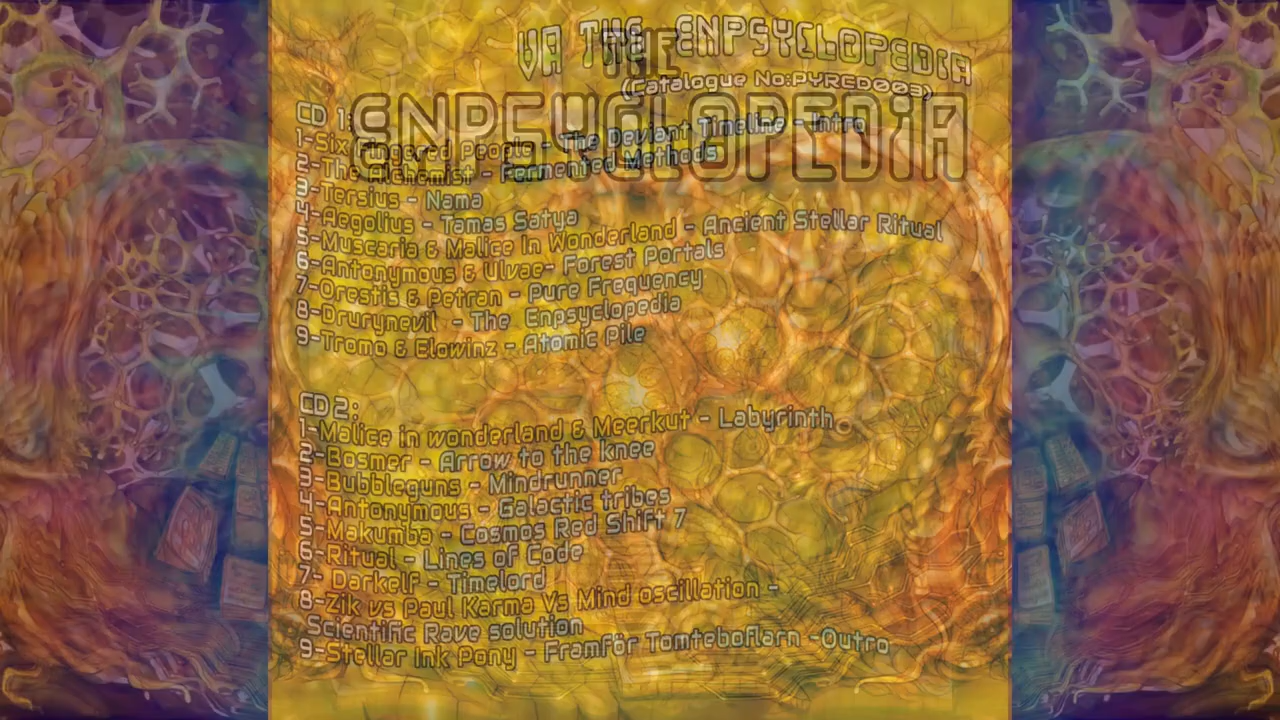 VA THE ENPSYCLOPEDIA
(Catalogue No:PYRCD003)
THE
ENPSYCLOPEDIA
CD 1:
1-Six Fingered People - The Deviant Timeline - Intro
2-The Alchemist - Fermented Methods
3-Tersius - Nama
4-Aegolius - Tamas Satya
5-Muscaria & Malice In Wonderland - Ancient Stellar Ritual
6-Antonymous & Ulvae- Forest Portals
7-Orestis & Petran - Pure Frequency
8-Drurynevil - The Enpsyclopedia
9-Tromo & Elowinz - Atomic Pile
CD 2:
1-Malice in wonderland & Meerkut - Labyrinth
2-Bosmer - Arrow to the knee
3-Bubbleguns - Mindrunner
4-Antonymous - Galactic tribes
5-Makumba - Cosmos Red Shift 7
6-Ritual - Lines of Code
7- Darkelf - Timelord
8-Zik vs Paul Karma Vs Mind oscillation -
Scientific Rave solution
9-Stellar Ink Pony - Framför Tomteboflarn -Outro